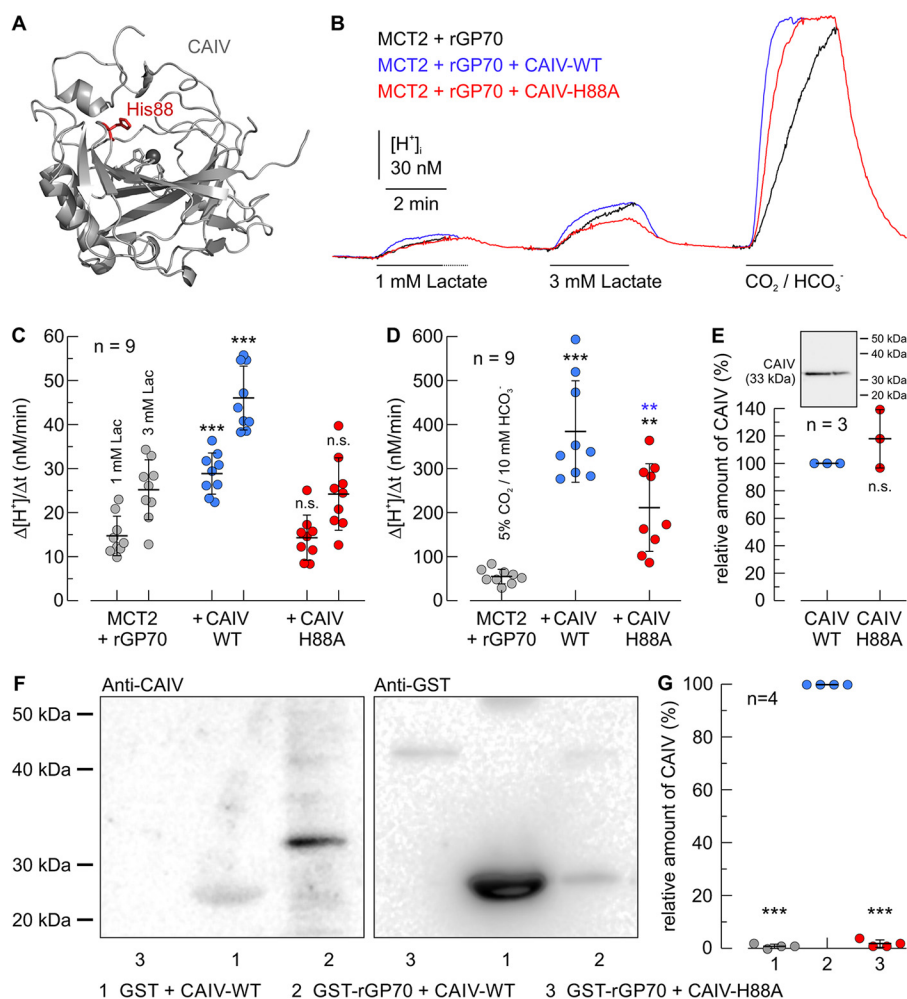 A
CAIV
His88
B
MCT2 + rGP70
MCT2 + rGP70 + CAIV-WT
MCT2 + rGP70 + CAIV-H88A
[H⁺]ᵢ
30 nM
2 min
1 mM Lactate
3 mM Lactate
CO₂ / HCO₃⁻
C
Δ[H⁺]/Δt (nM/min)
60
50
40
30
20
10
0
n = 9
1 mM Lac
3 mM Lac
***
***
n.s.
n.s.
MCT2
+ rGP70
+ CAIV
WT
+ CAIV
H88A
D
Δ[H⁺]/Δt (nM/min)
600
500
400
300
200
100
0
n = 9
5% CO₂ / 10 mM HCO₃⁻
***
**
**
MCT2
+ rGP70
+ CAIV
WT
+ CAIV
H88A
E
CAIV
(33 kDa)
50 kDa
40 kDa
30 kDa
20 kDa
relative amount of CAIV (%)
140
120
100
80
60
40
20
0
n = 3
n.s.
CAIV
WT
CAIV
H88A
F
Anti-CAIV
Anti-GST
50 kDa
40 kDa
30 kDa
20 kDa
3 1 2
3 1 2
1 GST + CAIV-WT 2 GST-rGP70 + CAIV-WT 3 GST-rGP70 + CAIV-H88A
G
relative amount of CAIV (%)
100
80
60
40
20
0
n=4
***
***
1 2 3